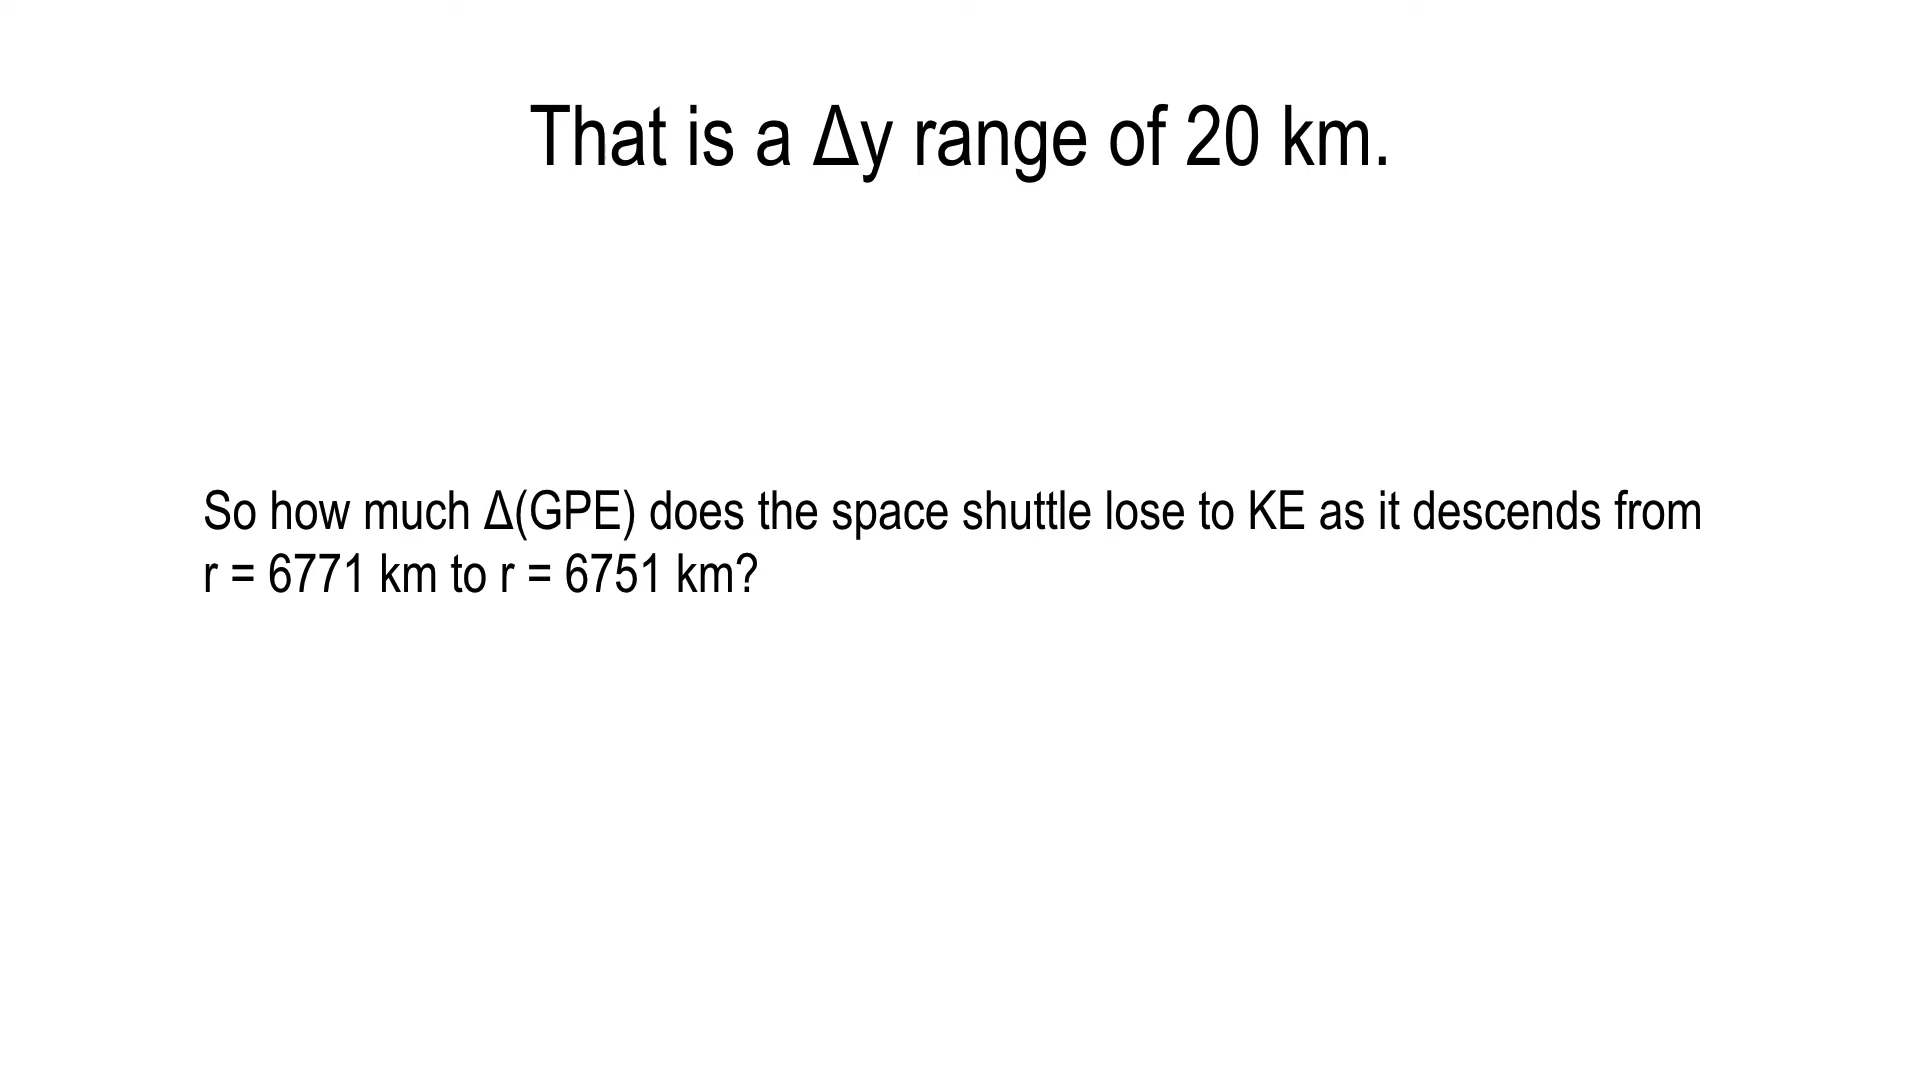 That is a Δy range of 20 km.
So how much Δ(GPE) does the space shuttle lose to KE as it descends from
r = 6771 km to r = 6751 km?